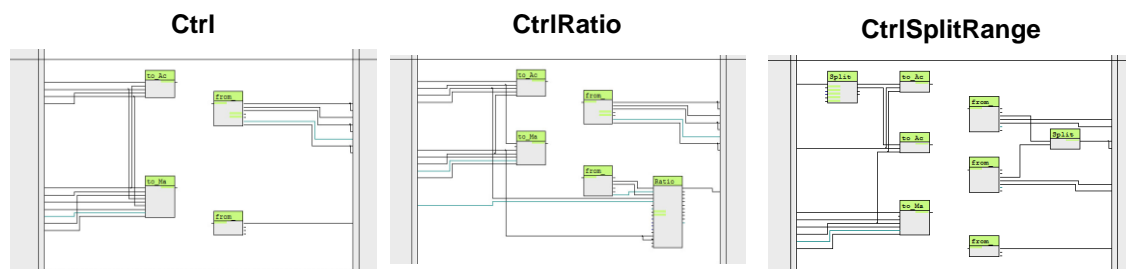 Ctrl
CtrlRatio
CtrlSplitRange
to_Ac
from_
to_Ma
from_
to_Ac
from_
to_Ma
from_
Ratio
Split
to_Ac
from_
to_Ac
Split
from_
to_Ma
from_